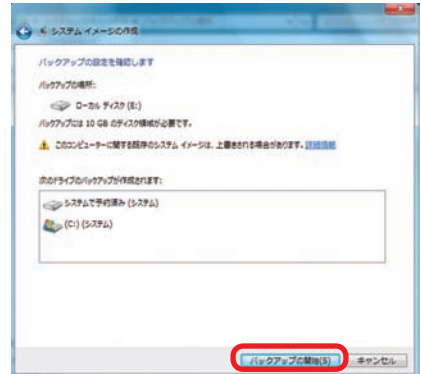 システム イメージの作成
バックアップの設定を確認します
バックアップの場所:
ローカル ディスク (E:)
バックアップには 10 GB のディスク領域が必要です。
このコンピューターに関する既存のシステム イメージは、上書きされる場合があります。詳細情報
次のドライブのバックアップが作成されます:
システムで予約済み (システム)
(C:) (システム)
バックアップの開始(S)
キャンセル